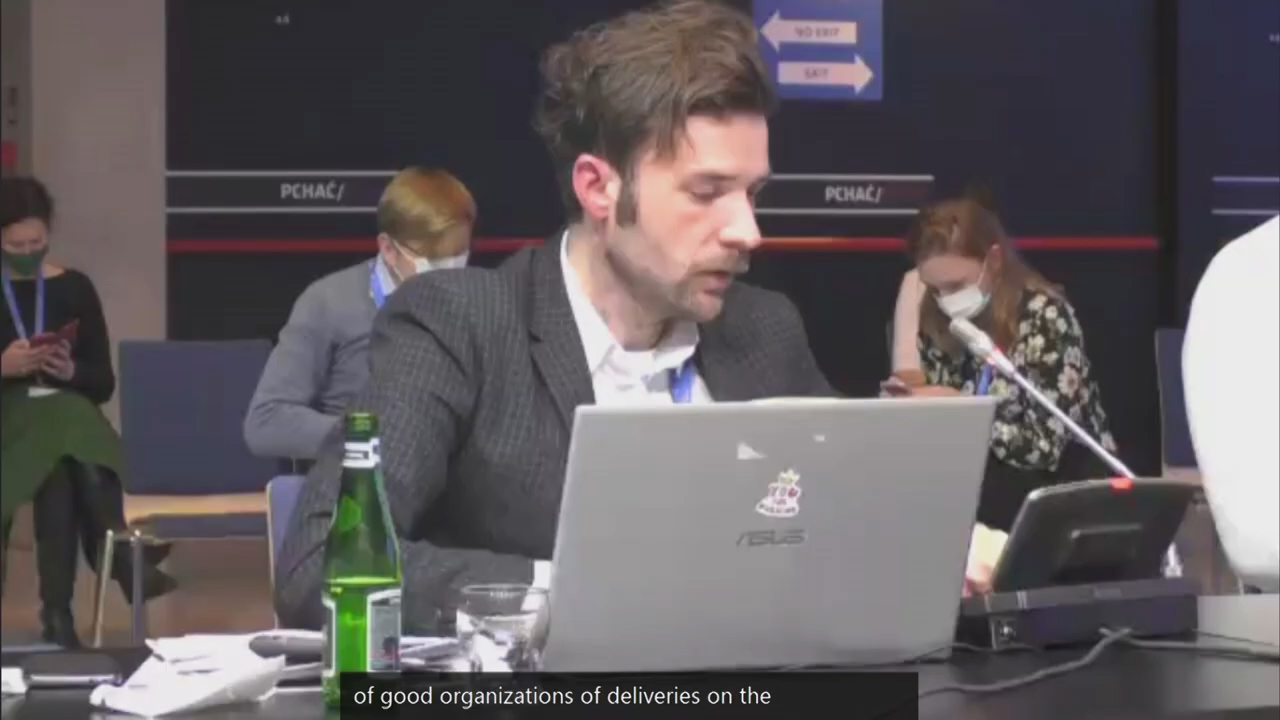 NO EXIT
EXIT
PCHAĆ/
PCHAĆ/
ASUS
of good organizations of deliveries on the